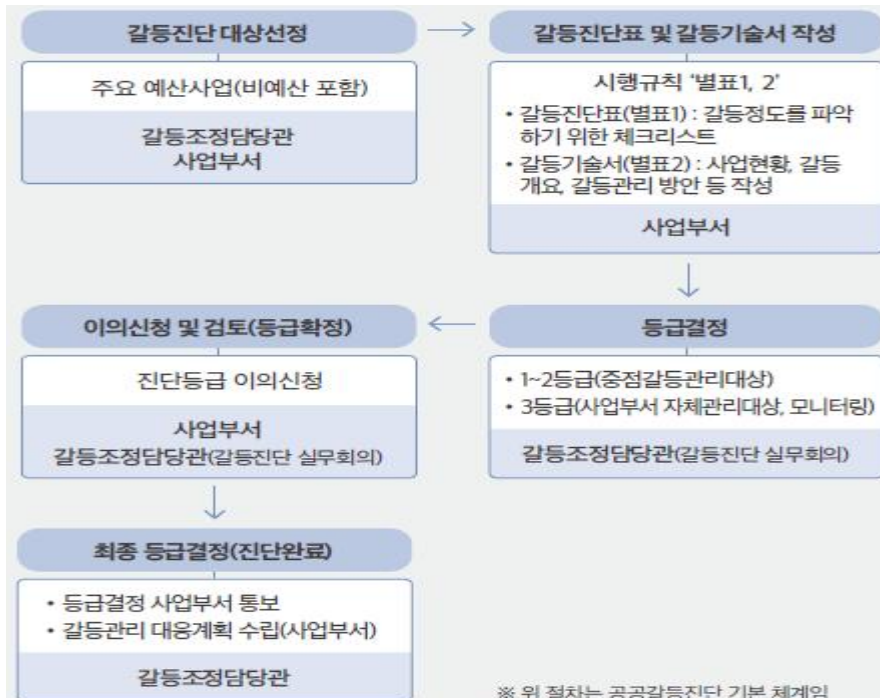 갈등진단 대상선정
주요 예산사업(비예산 포함)
갈등조정담당관
사업부서
갈등진단표 및 갈등기술서 작성
시행규칙 ‘별표1, 2’
• 갈등진단표(별표1) : 갈등정도를 파악
하기 위한 체크리스트
• 갈등기술서(별표2) : 사업현황, 갈등
개요, 갈등관리 방안 등 작성
사업부서
등급결정
• 1~2등급(중점갈등관리대상)
• 3등급(사업부서 자체관리대상, 모니터링)
갈등조정담당관(갈등진단 실무회의)
이의신청 및 검토(등급확정)
진단등급 이의신청
사업부서
갈등조정담당관(갈등진단 실무회의)
최종 등급결정(진단완료)
• 등급결정 사업부서 통보
• 갈등관리 대응계획 수립(사업부서)
갈등조정담당관
※ 위 절차는 공공갈등진단 기본 체계임